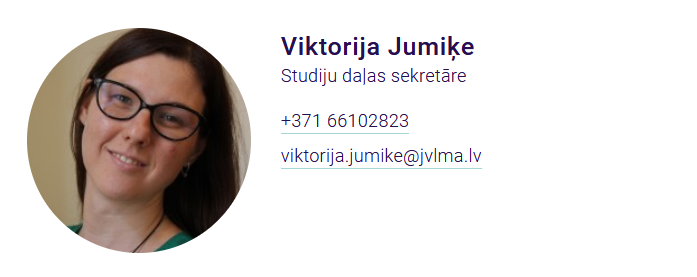 Viktorija Jumiķe
Studiju daļas sekretāre
+371 66102823
viktorija.jumike@jvlma.lv